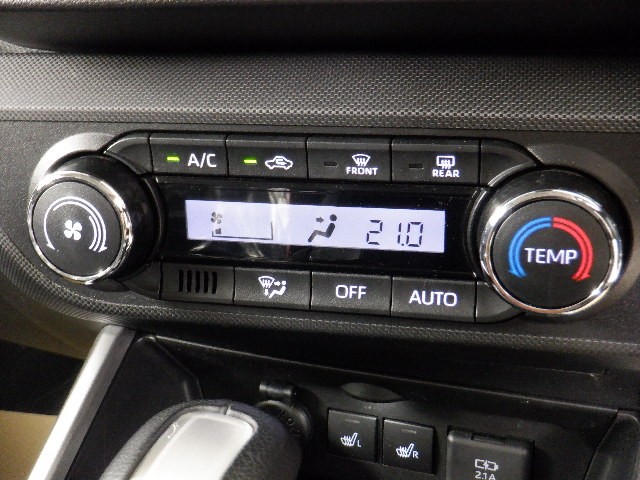 A/C
FRONT
REAR
21.0
TEMP
OFF
AUTO
L
R
2.1A